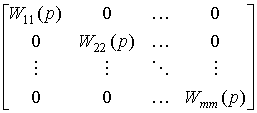 W₁₁(p) 0 … 0
0 W₂₂(p) … 0
⋮ ⋮ ⋱ ⋮
0 0 … Wₘₘ(p)